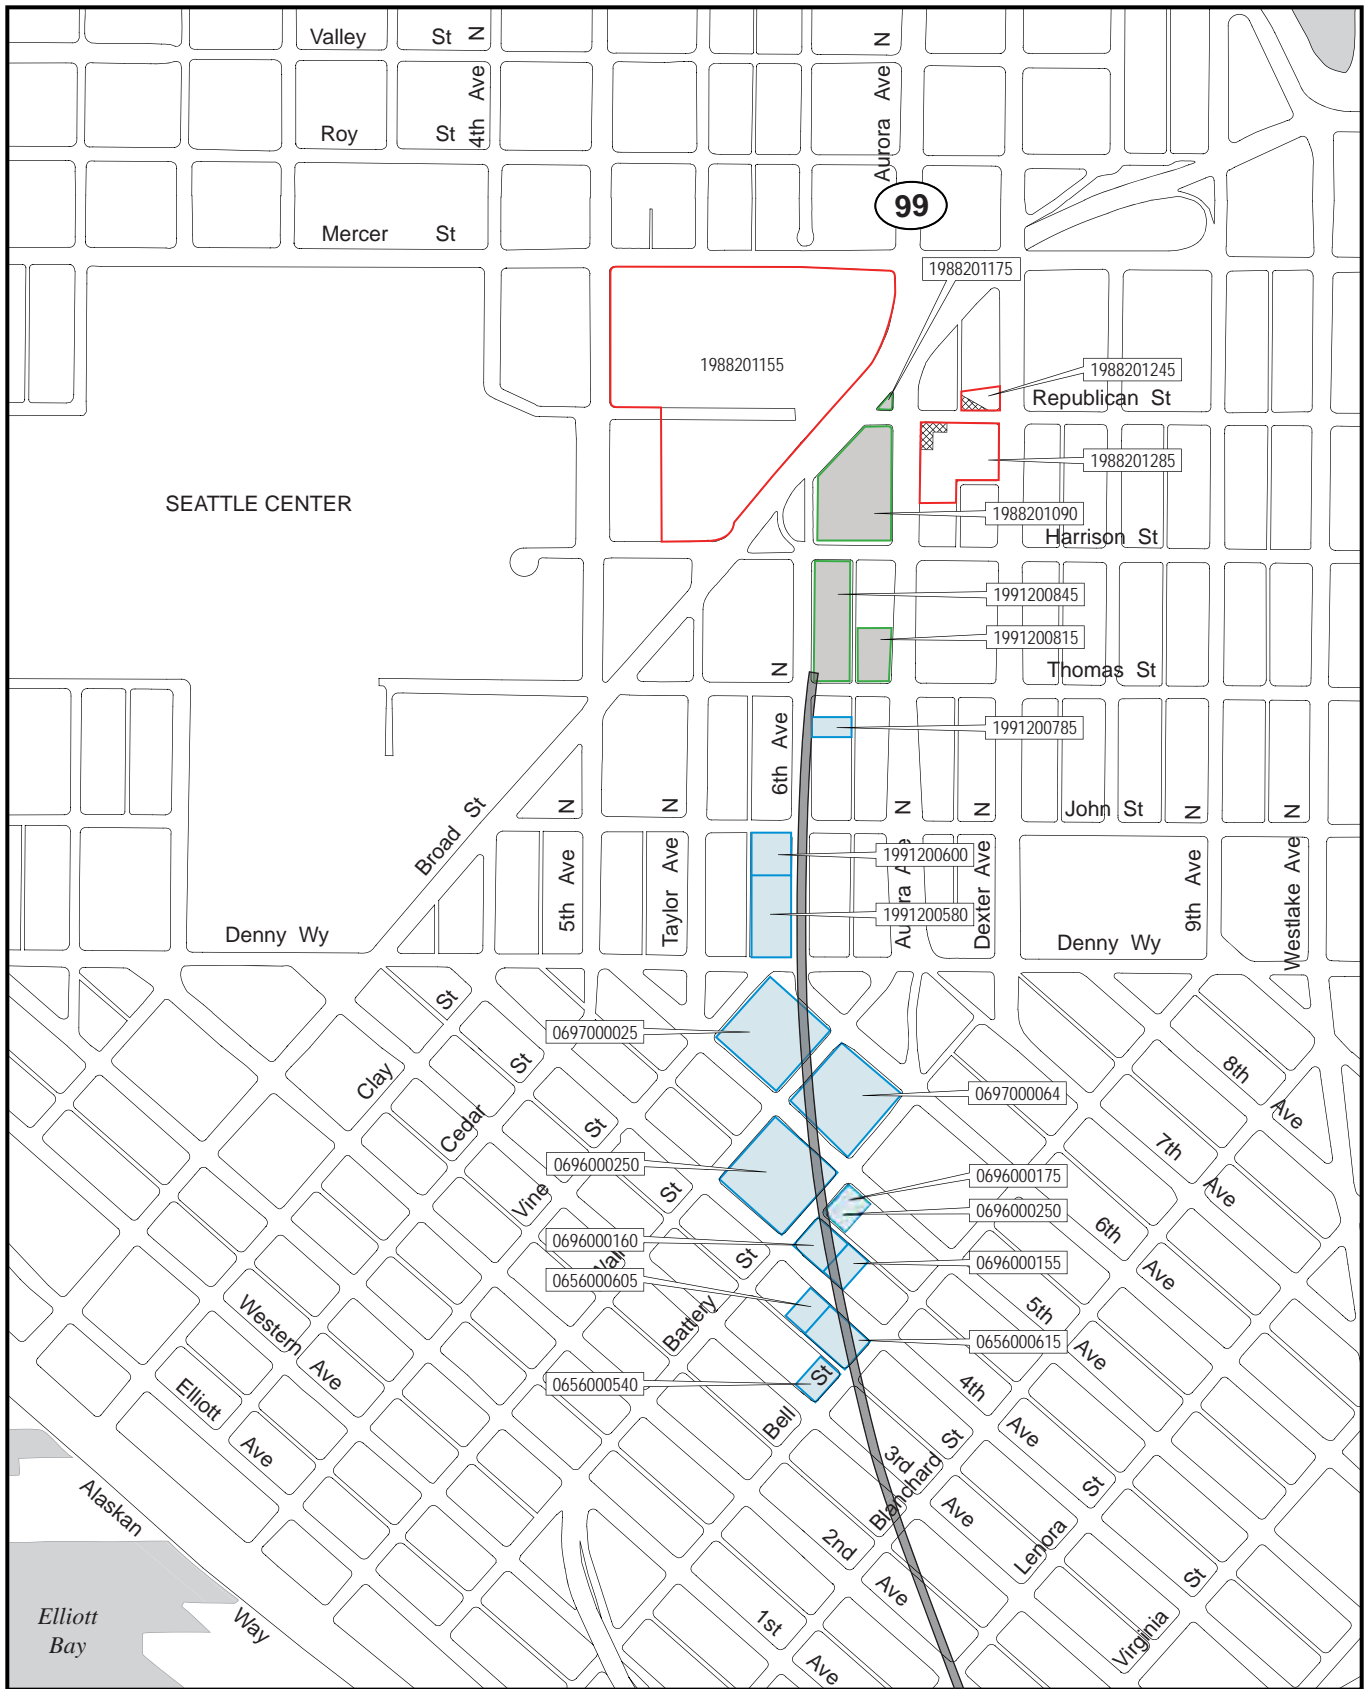 Valley St
4th Ave N
Aurora Ave N
Roy St
Mercer St
99
1988201175
1988201155
1988201245
Republican St
1988201285
SEATTLE CENTER
1988201090
Harrison St
1991200845
1991200815
Thomas St
6th Ave N
1991200785
Broad St
5th Ave N
Taylor Ave N
Aurora Ave N
Dexter Ave N
John St
9th Ave N
Westlake Ave N
1991200600
1991200580
Denny Wy
Denny Wy
0697000025
0697000064
Clay St
Cedar St
Vine St
Wall St
Battery St
Bell St
8th Ave
7th Ave
6th Ave
5th Ave
4th Ave
3rd Ave
2nd Ave
1st Ave
0696000250
0696000175
0696000250
0696000160
0696000155
0656000605
0656000615
0656000540
Western Ave
Elliott Ave
Blanchard St
Lenora St
Virginia St
Alaskan Way
Elliott
Bay